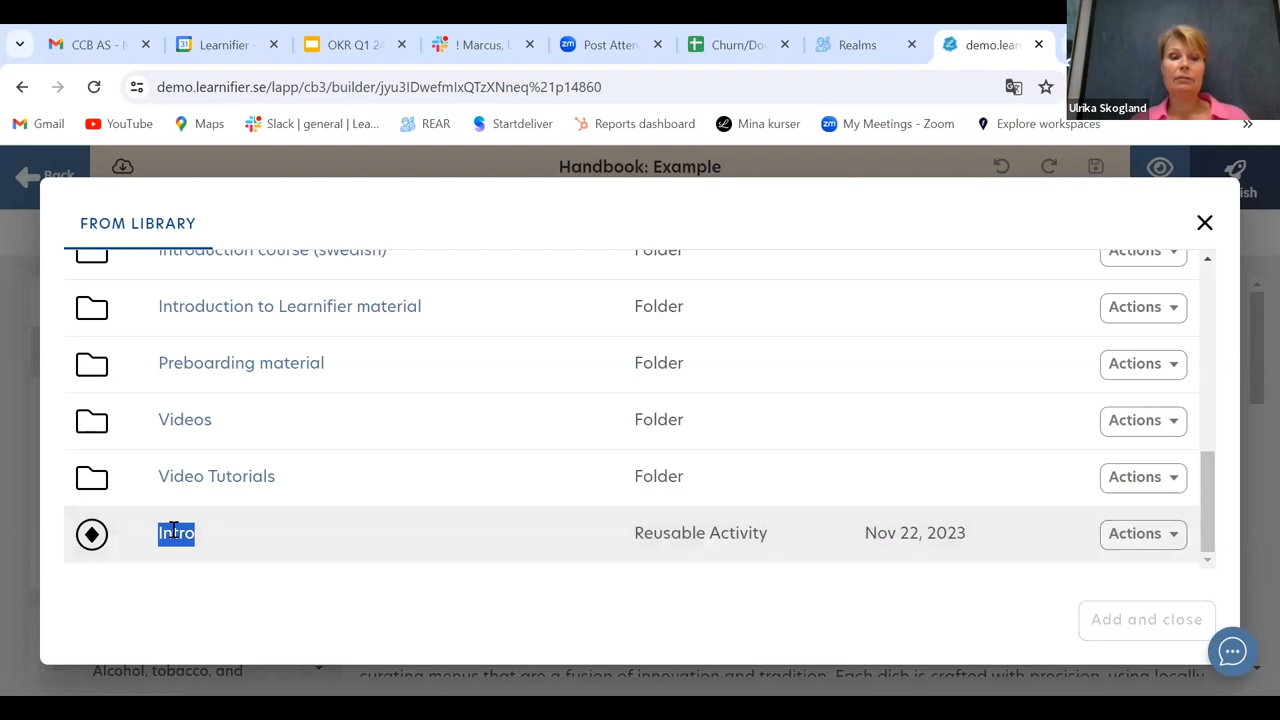 CCB AS -
Learnifier -
OKR Q1 2
! Marcus,
Post Atten
Churn/Do
Realms
demo.learn
demo.learnifier.se/lapp/cb3/builder/jyu3IDwefmIxQTzXNneq%21p14860
Ulrika Skogland
Gmail
YouTube
Maps
Slack | general | Lea...
REAR
Startdeliver
Reports dashboard
Mina kurser
My Meetings - Zoom
Explore workspaces
Back
Handbook: Example
sh
FROM LIBRARY
Introduction course (swedish) Folder Actions
Introduction to Learnifier material Folder Actions
Preboarding material Folder Actions
Videos Folder Actions
Video Tutorials Folder Actions
Intro Reusable Activity Nov 22, 2023 Actions
Add and close
Alcohol, tobacco, and
curating menus that are a fusion of innovation and tradition. Each dish is crafted with precision, using locally